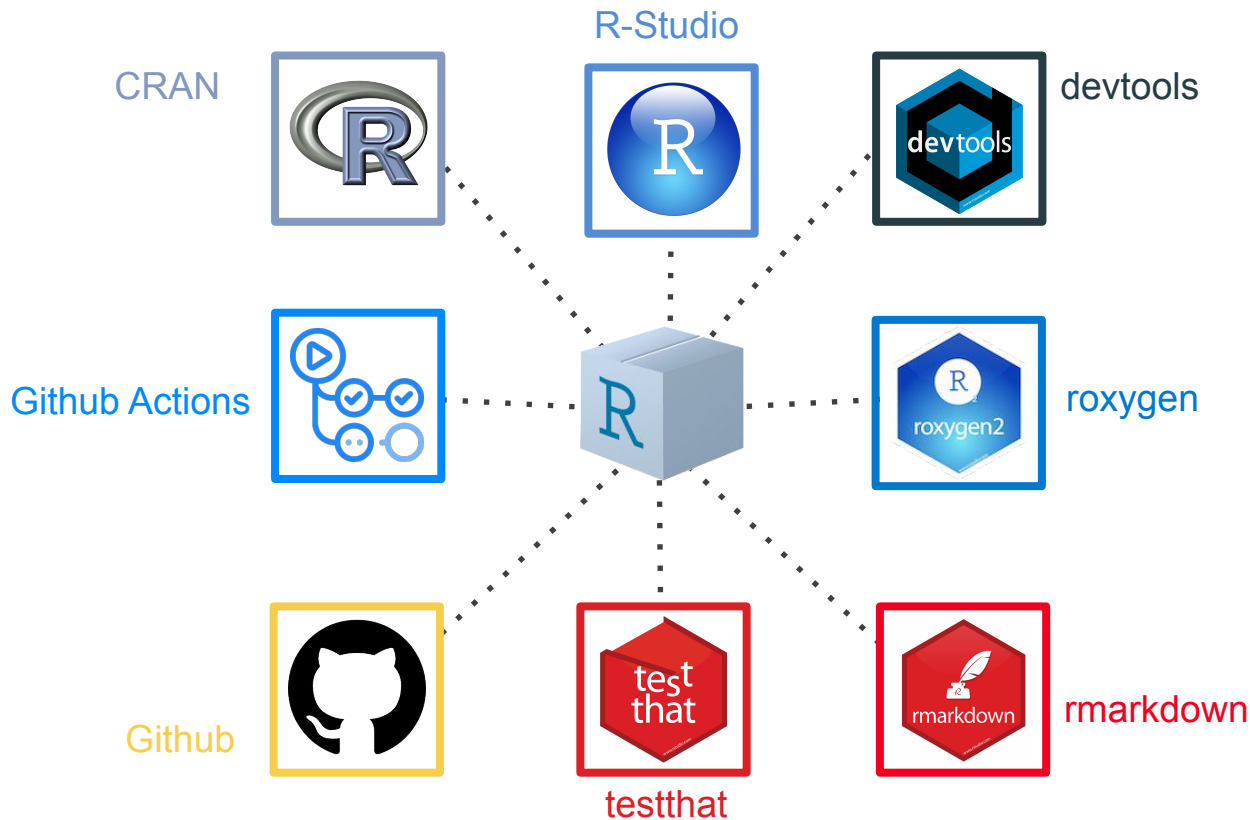 R-Studio
CRAN
devtools
R
R
devtools
Github Actions
R
R
roxygen2
roxygen
Github
test
that
testthat
R
rmarkdown
rmarkdown